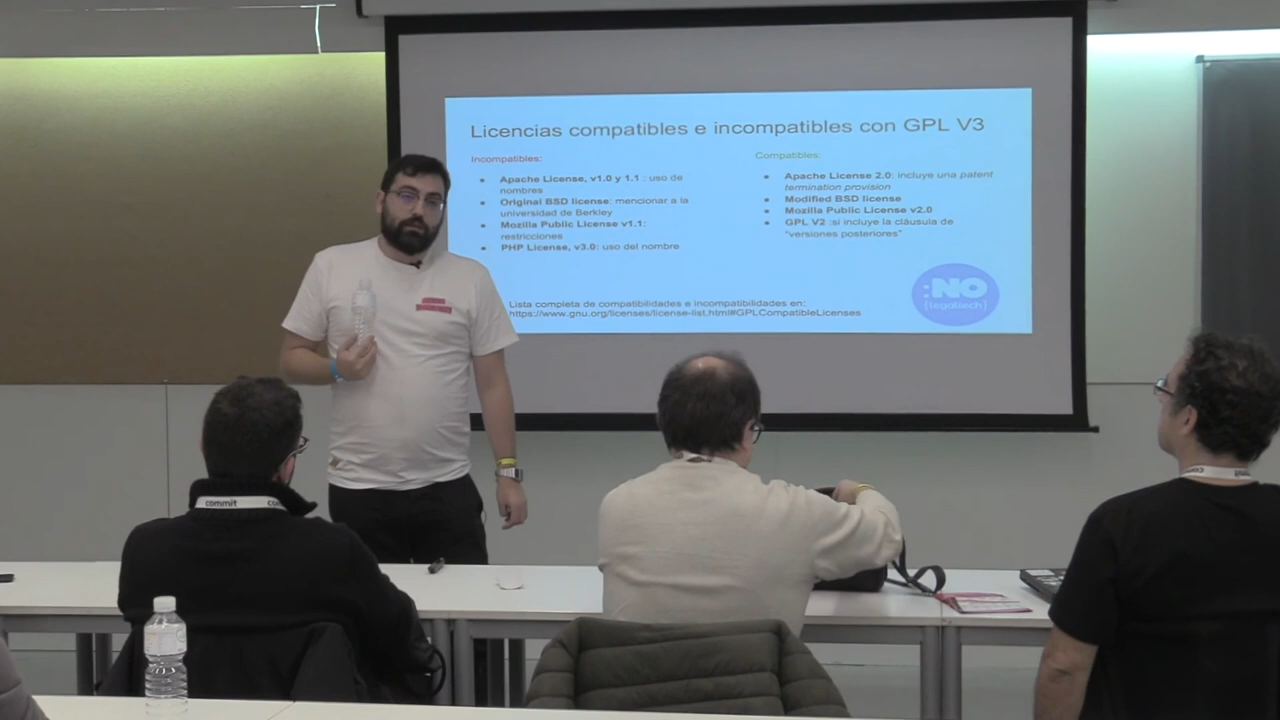 Licencias compatibles e incompatibles con GPL V3
Incompatibles:
Apache License, v1.0 y 1.1 : uso de
nombres
Original BSD license: mencionar a la
universidad de Berkley
Mozilla Public License v1.1:
restricciones
PHP License, v3.0: uso del nombre
Compatibles:
Apache License 2.0: incluye una patent
termination provision
Modified BSD license
Mozilla Public License v2.0
GPL V2 :si incluye la cláusula de
"versiones posteriores"
Lista completa de compatibilidades e incompatibilidades en:
https://www.gnu.org/licenses/license-list.html#GPLCompatibleLicenses
:NO
{legaltech}
commit